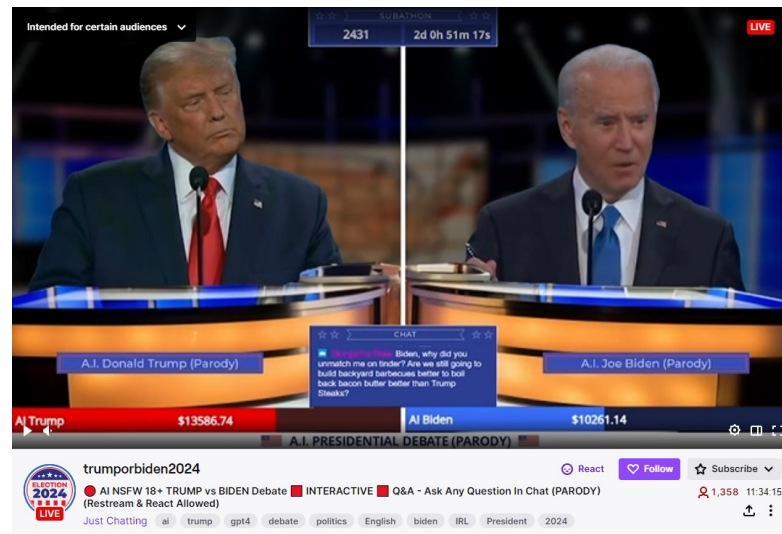 Intended for certain audiences
SUBATHON
2431 2d 0h 51m 17s
LIVE
CHAT
Biden, why did you
unmatch me on tinder? Are we still going to
build backyard barbecues better to boil
back bacon butter better than Trump
Steaks?
A.I. Donald Trump (Parody)
A.I. Joe Biden (Parody)
AI Trump $13586.74
AI Biden $10261.14
A.I. PRESIDENTIAL DEBATE (PARODY)
ELECTION
2024
LIVE
trumporbiden2024
React
Follow
Subscribe
AI NSFW 18+ TRUMP vs BIDEN Debate INTERACTIVE Q&A - Ask Any Question In Chat (PARODY)
(Restream & React Allowed)
1,358 11:34:15
Just Chatting ai trump gpt4 debate politics English biden IRL President 2024